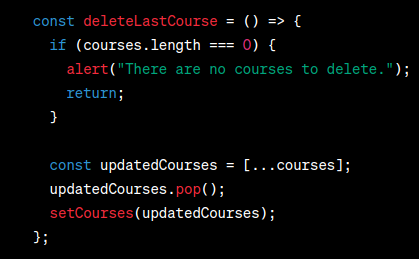 const deleteLastCourse = () => {
  if (courses.length === 0) {
    alert("There are no courses to delete.");
    return;
  }

  const updatedCourses = [...courses];
  updatedCourses.pop();
  setCourses(updatedCourses);
};